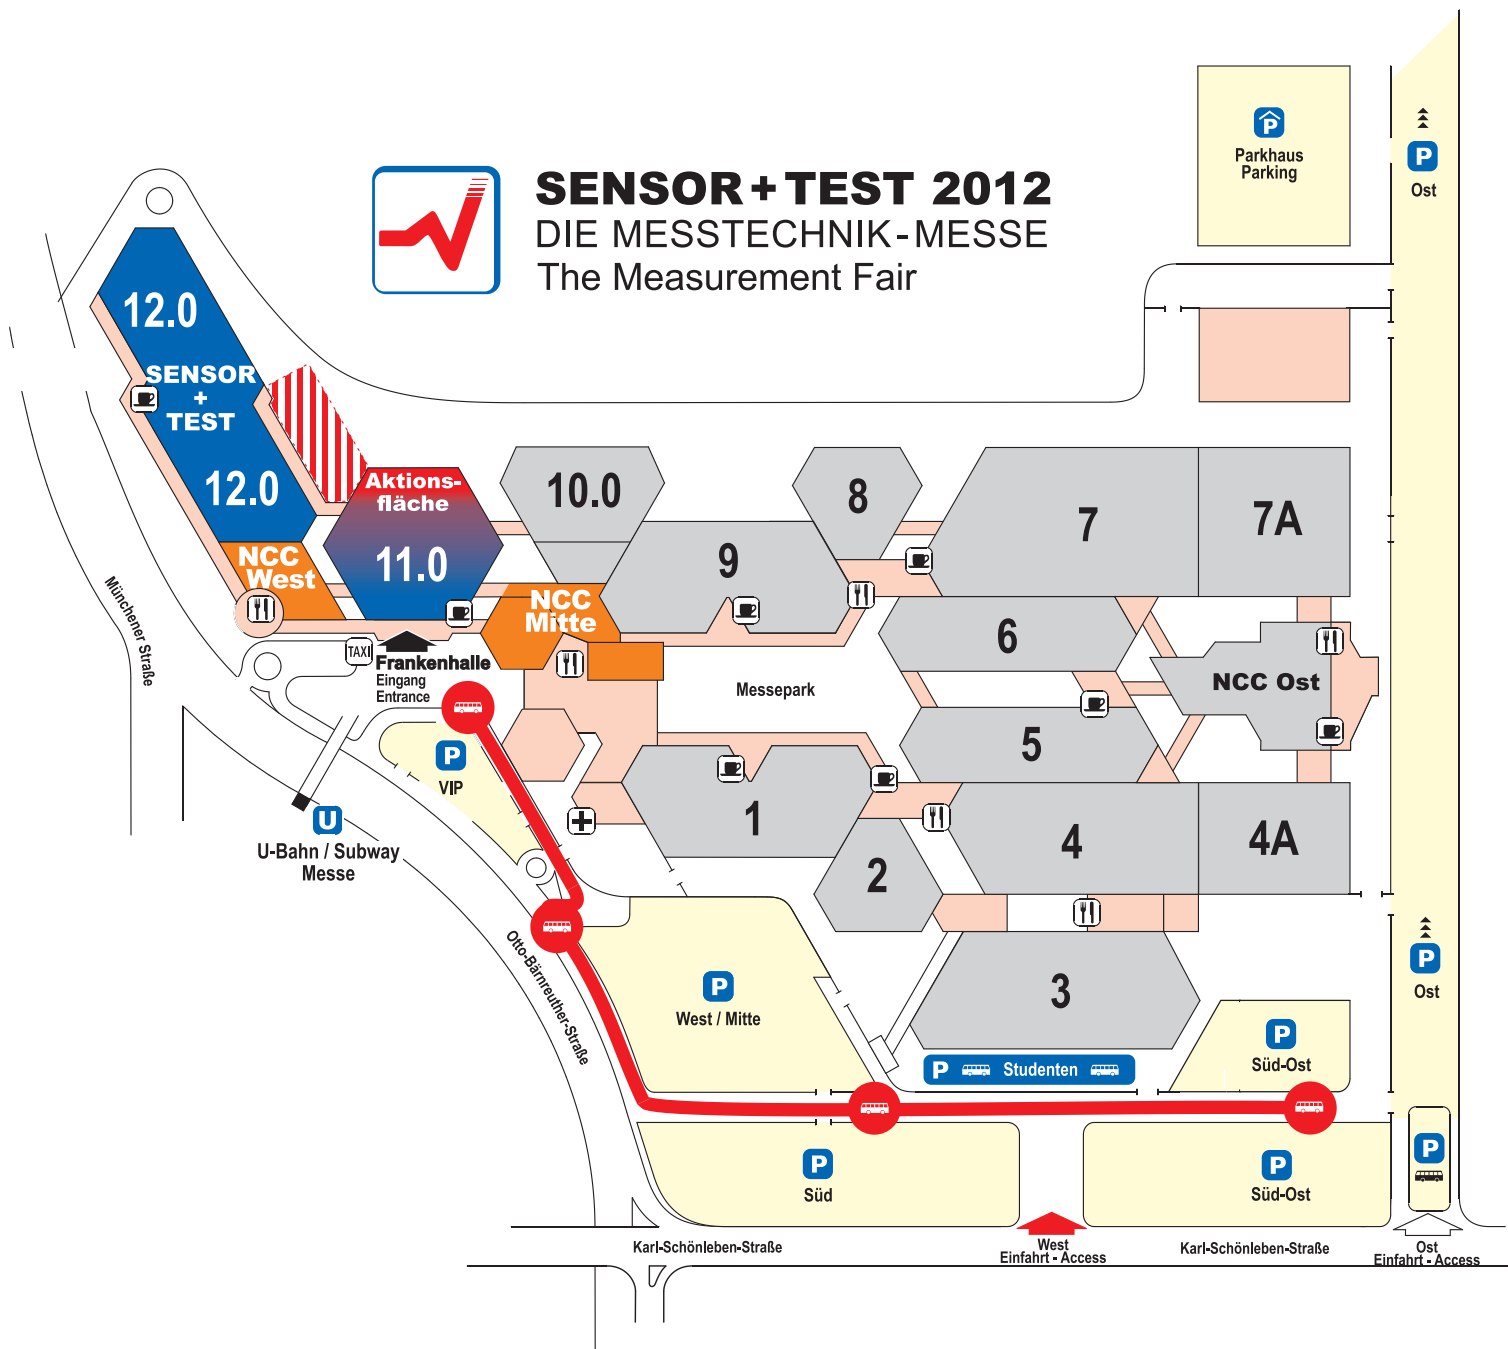 SENSOR + TEST 2012
DIE MESSTECHNIK - MESSE
The Measurement Fair
P
Parkhaus
Parking
P
Ost
12.0
SENSOR
+
TEST
12.0
NCC
West
Aktions-
fläche
11.0
10.0
9
8
7
7A
NCC
Mitte
6
NCC Ost
5
Messepark
TAXI
Frankenhalle
Eingang
Entrance
Münchener Straße
P
VIP
U
U-Bahn / Subway
Messe
1
2
4
4A
3
Otto-Bärnreuther-Straße
P
West / Mitte
P
Ost
P Studenten
P
Süd-Ost
P
Süd
P
Süd-Ost
P
Karl-Schönleben-Straße
West
Einfahrt - Access
Karl-Schönleben-Straße
Ost
Einfahrt - Access